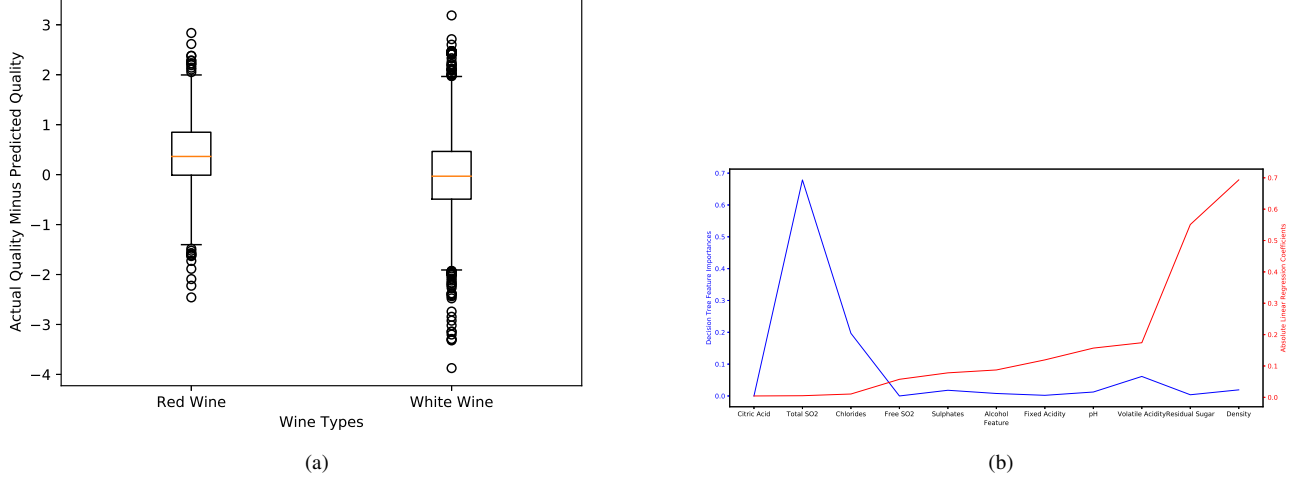 3
2
1
0
−1
−2
−3
−4
Actual Quality Minus Predicted Quality
Red Wine White Wine
Wine Types
(a)
0.7
0.6
0.5
0.4
0.3
0.2
0.1
0.0
Decision Tree Feature Importances
0.7
0.6
0.5
0.4
0.3
0.2
0.1
0.0
Absolute Linear Regression Coefficients
Citric Acid Total SO2 Chlorides Free SO2 Sulphates Alcohol Fixed Acidity pH Volatile Acidity Residual Sugar Density
Feature
(b)